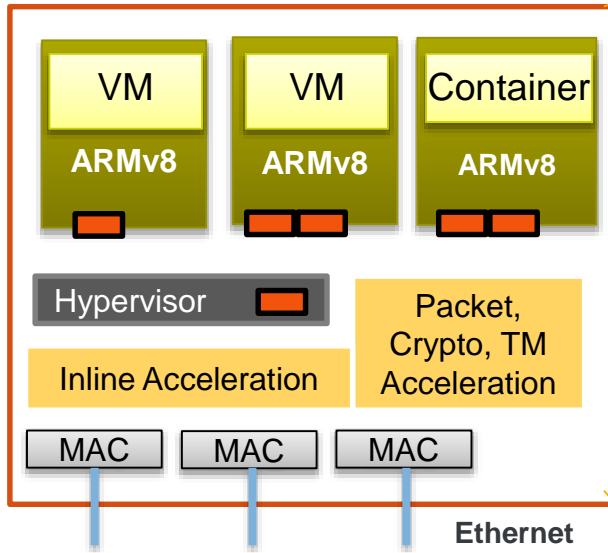 VM
VM
Container
ARMv8
ARMv8
ARMv8
Hypervisor
Packet,
Crypto, TM
Acceleration
Inline Acceleration
MAC
MAC
MAC
Ethernet